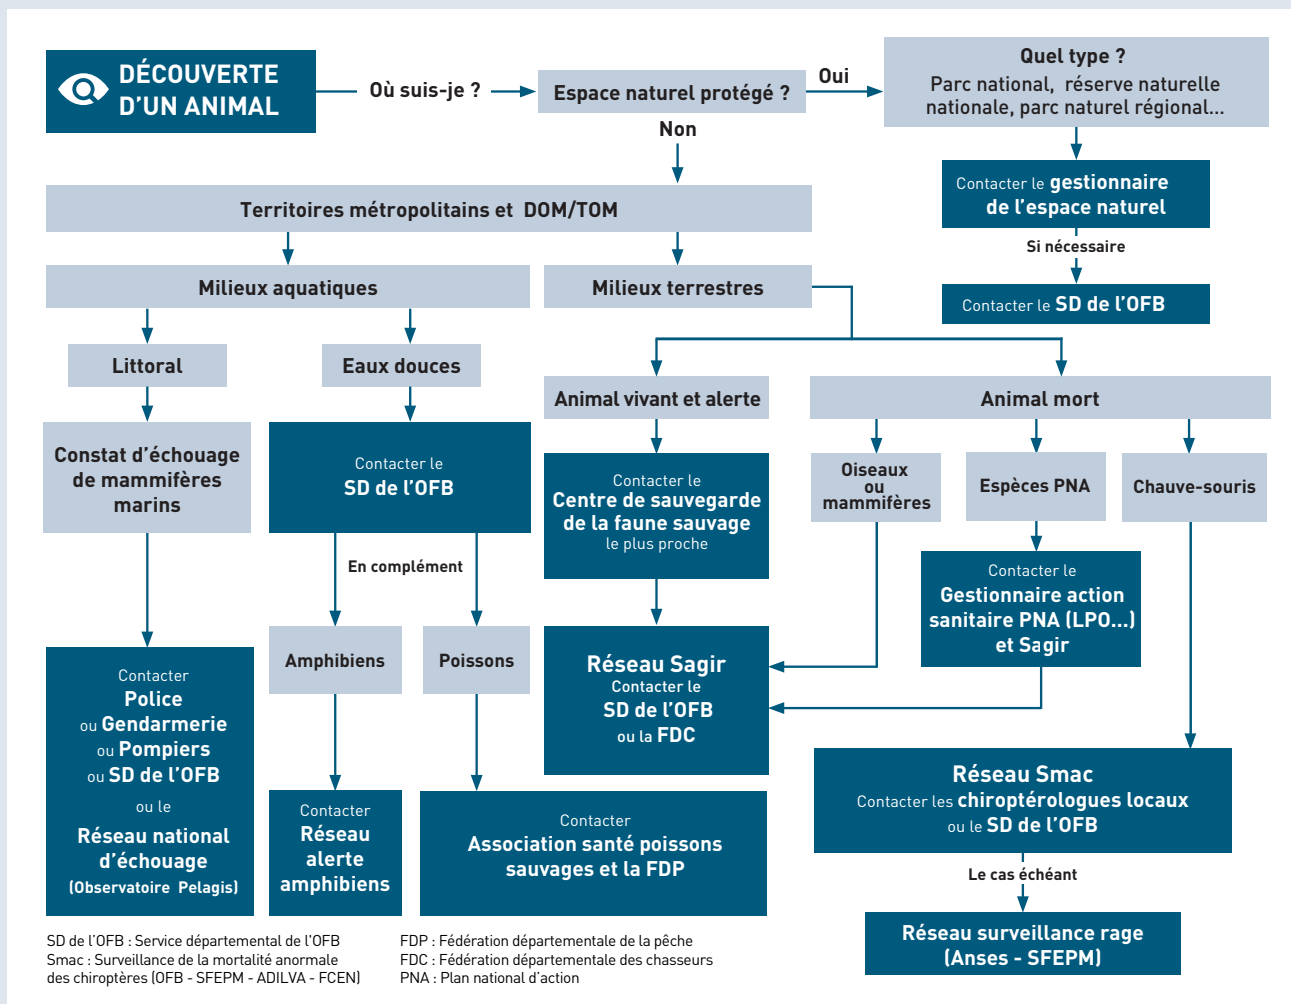 DÉCOUVERTE
D'UN ANIMAL
Où suis-je ?
Espace naturel protégé ?
Oui
Quel type ?
Parc national, réserve naturelle
nationale, parc naturel régional...
Non
Contacter le gestionnaire
de l'espace naturel
Si nécessaire
Contacter le SD de l'OFB
Territoires métropolitains et DOM/TOM
Milieux aquatiques
Milieux terrestres
Littoral
Eaux douces
Animal vivant et alerte
Animal mort
Constat d'échouage
de mammifères
marins
Contacter le
SD de l'OFB
Contacter le
Centre de sauvegarde
de la faune sauvage
le plus proche
Oiseaux
ou
mammifères
Espèces PNA
Chauve-souris
En complément
Contacter le
Gestionnaire action
sanitaire PNA (LPO...)
et Sagir
Amphibiens
Poissons
Réseau Sagir
Contacter le
SD de l'OFB
ou la FDC
Contacter
Police
ou Gendarmerie
ou Pompiers
ou SD de l'OFB
ou le
Réseau national
d'échouage
(Observatoire Pelagis)
Contacter
Réseau
alerte
amphibiens
Contacter
Association santé poissons
sauvages et la FDP
Réseau Smac
Contacter les chiroptérologues locaux
ou le SD de l'OFB
Le cas échéant
Réseau surveillance rage
(Anses - SFEPM)
SD de l'OFB : Service départemental de l'OFB
Smac : Surveillance de la mortalité anormale
des chiroptères (OFB - SFEPM - ADILVA - FCEN)
FDP : Fédération départementale de la pêche
FDC : Fédération départementale des chasseurs
PNA : Plan national d'action